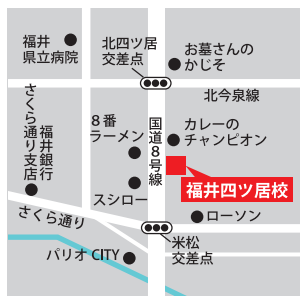 福井
県立病院
北四ツ居
交差点
お墓さんの
かじそ
北今泉線
さくら
通り支店
福井銀行
8番
ラーメン
国道8号線
カレーの
チャンピオン
福井四ツ居校
スシロー
さくら通り
ローソン
米松
交差点
パリオ CITY